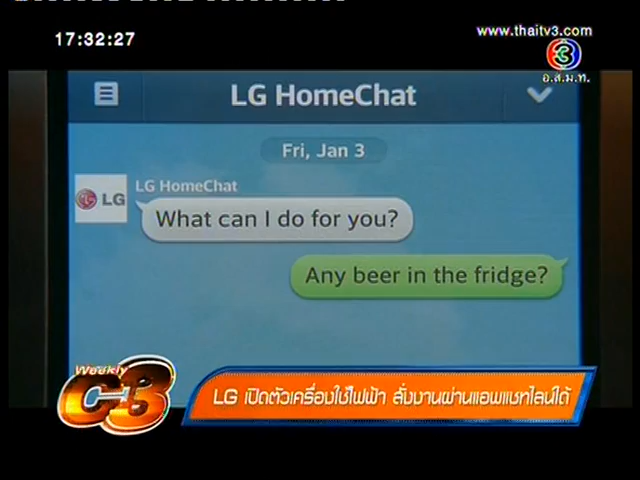 17:32:27
www.thaitv3.com
3
อ.ส.ม.ท.
LG HomeChat
Fri, Jan 3
LG
LG HomeChat
What can I do for you?
Any beer in the fridge?
Weekly
C3
LG เปิดตัวเครื่องใช้ไฟฟ้า สั่งงานผ่านแอพแชทไลน์ได้